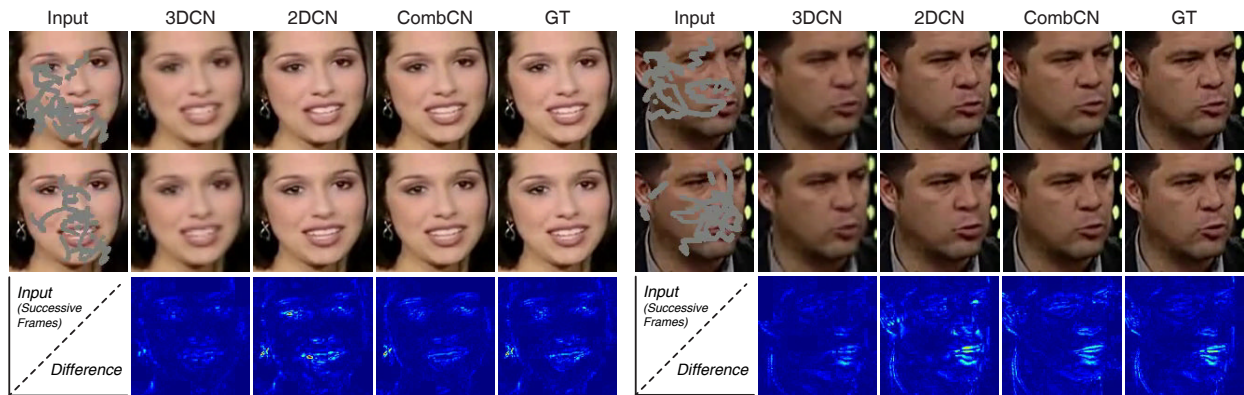 Input 3DCN 2DCN CombCN GT Input 3DCN 2DCN CombCN GT
Input
(Successive
Frames)
Difference
Input
(Successive
Frames)
Difference